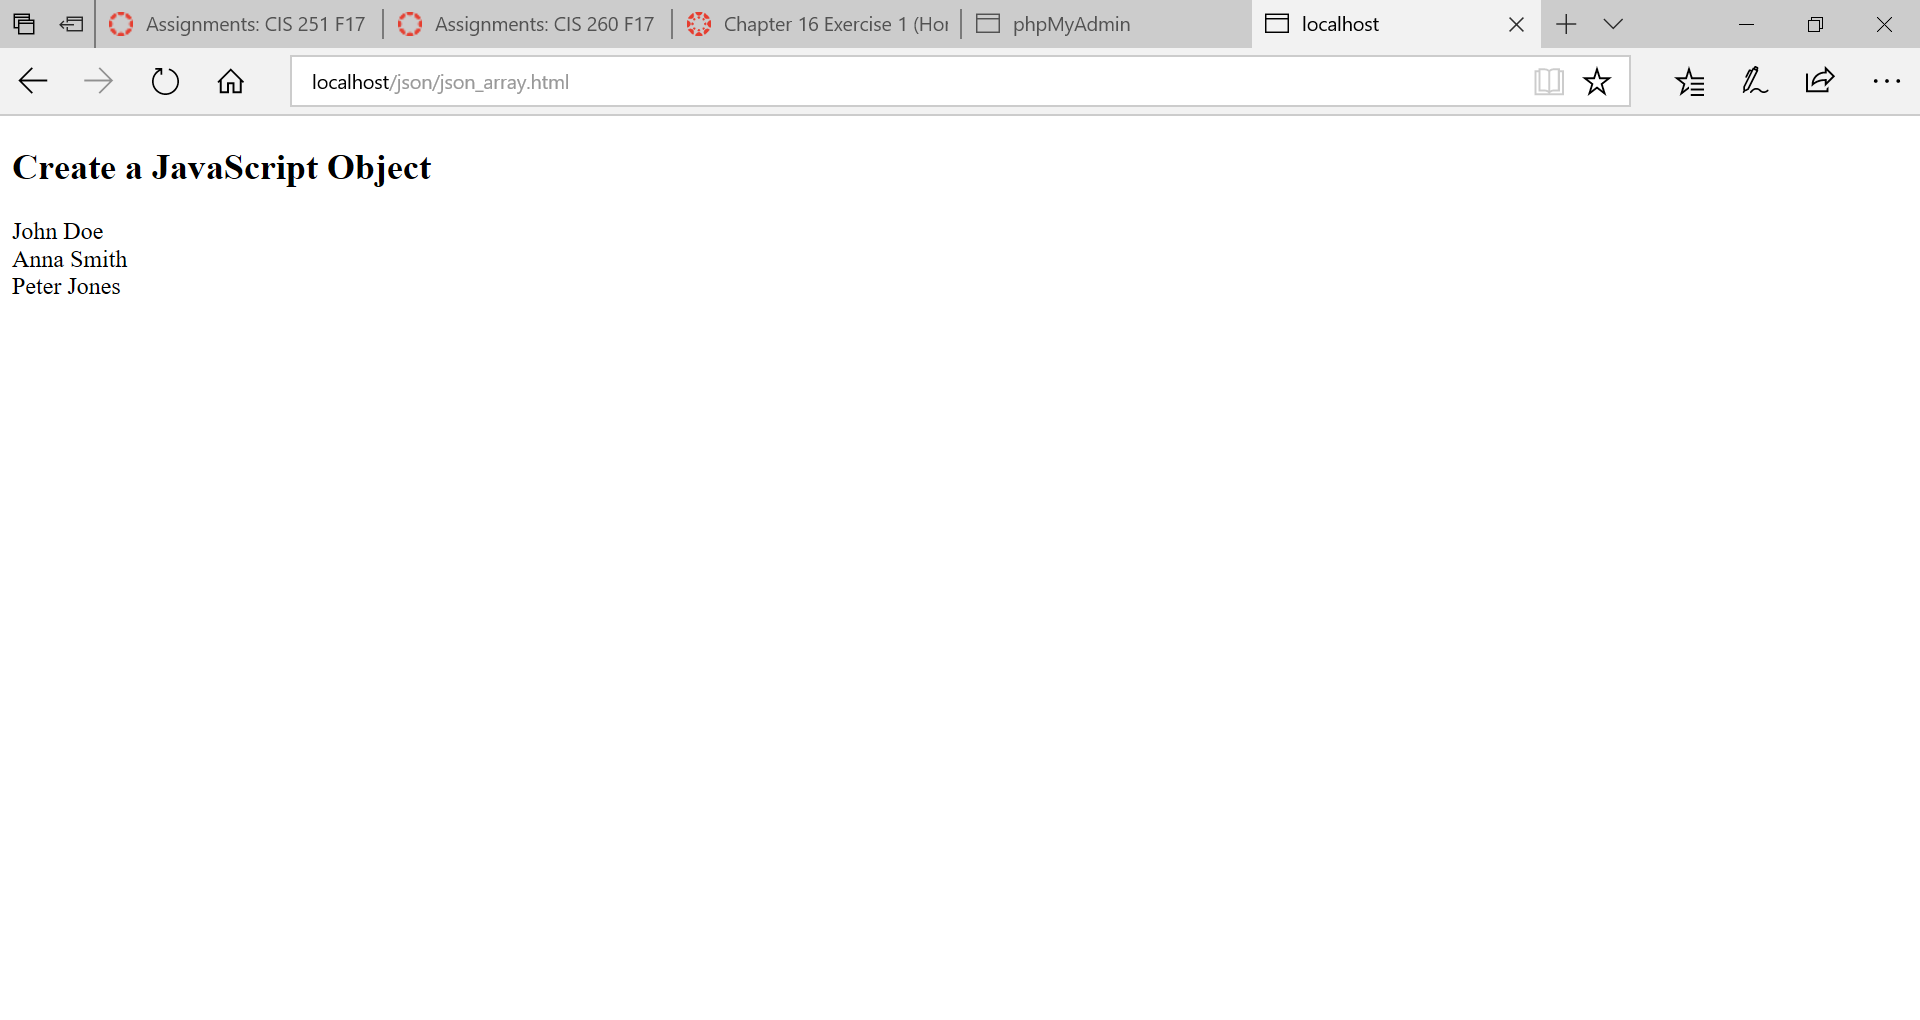 Assignments: CIS 251 F17
Assignments: CIS 260 F17
Chapter 16 Exercise 1 (Hor
phpMyAdmin
localhost
localhost/json/json_array.html
Create a JavaScript Object
John Doe
Anna Smith
Peter Jones